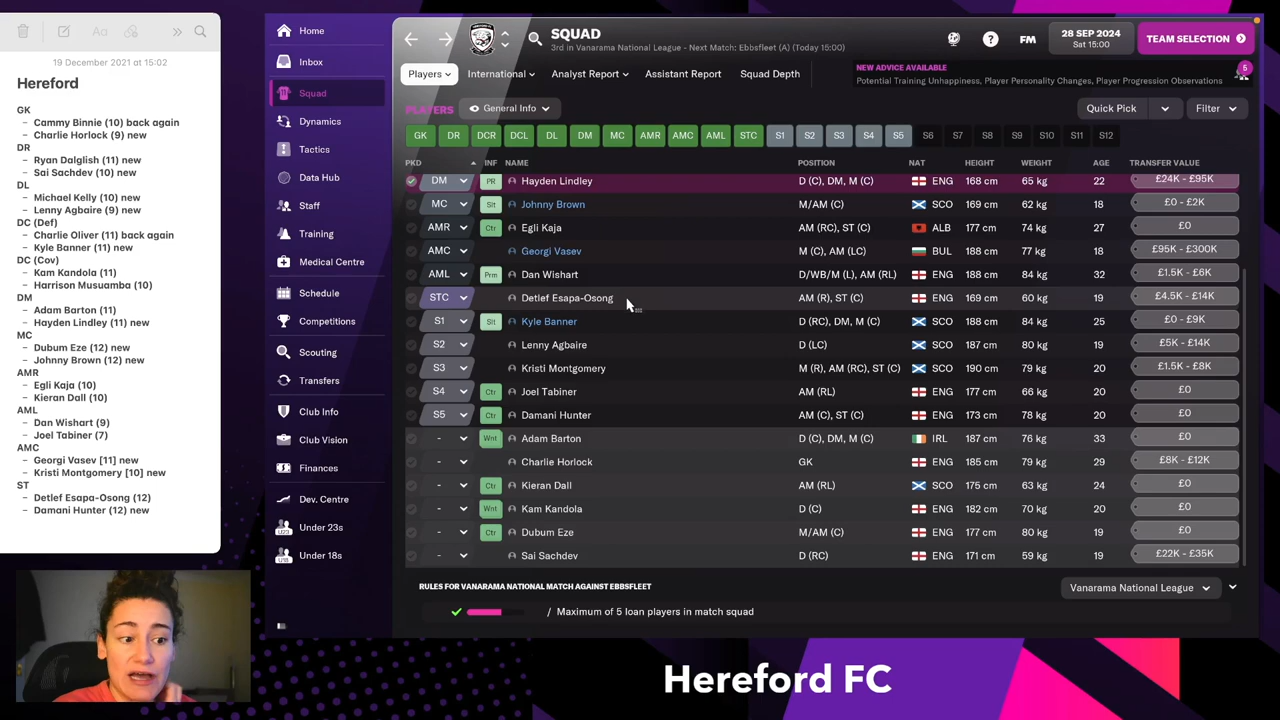 19 December 2021 at 15:02
Hereford
GK
- Cammy Binnie (10) back again
- Charlie Horlock (9) new
DR
- Ryan Dalglish (11) new
- Sai Sachdev (10) new
DL
- Michael Kelly (10) new
- Lenny Agbaire (9) new
DC (Def)
- Charlie Oliver (11) back again
- Kyle Banner (11) new
DC (Cov)
- Kam Kandola (11)
- Harrison Musuamba (10)
DM
- Adam Barton (11)
- Hayden Lindley (11) new
MC
- Dubum Eze (12) new
- Johnny Brown (12) new
AMR
- Egli Kaja (10)
- Kieran Dall (10)
AML
- Dan Wishart (9)
- Joel Tabiner (7)
AMC
- Georgi Vasev [11] new
- Kristi Montgomery [10] new
ST
- Detlef Esapa-Osong (12)
- Damani Hunter (12) new
Home
Inbox
Squad
Dynamics
Tactics
Data Hub
Staff
Training
Medical Centre
Schedule
Competitions
Scouting
Transfers
Club Info
Club Vision
Finances
Dev. Centre
Under 23s
Under 18s
SQUAD
3rd in Vanarama National League - Next Match: Ebbsfleet (A) (Today 15:00)
FM
28 SEP 2024
Sat 15:00
TEAM SELECTION
Players International Analyst Report Assistant Report Squad Depth
NEW ADVICE AVAILABLE
Potential Training Unhappiness, Player Personality Changes, Player Progression Observations
6
PLAYERS General Info Quick Pick Filter
GK DR DCR DCL DL DM MC AMR AMC AML STC S1 S2 S3 S4 S5 S6 S7 S8 S9 S10 S11 S12
PKD INF NAME POSITION NAT HEIGHT WEIGHT AGE TRANSFER VALUE
DM PR Hayden Lindley D (C), DM, M (C) ENG 168 cm 65 kg 22 £24K - £95K
MC Slt Johnny Brown M/AM (C) SCO 169 cm 62 kg 18 £0 - £2K
AMR Ctr Egli Kaja AM (RC), ST (C) ALB 177 cm 74 kg 27 £0
AMC Georgi Vasev M (C), AM (LC) BUL 188 cm 77 kg 18 £95K - £300K
AML Prm Dan Wishart D/WB/M (L), AM (RL) ENG 188 cm 84 kg 32 £1.5K - £6K
STC Detlef Esapa-Osong AM (R), ST (C) ENG 160 cm 60 kg 19 £4.5K - £14K
S1 Slt Kyle Banner D (RC), DM, M (C) SCO 188 cm 84 kg 25 £0 - £9K
S2 Lenny Agbaire D (LC) SCO 187 cm 80 kg 19 £5K - £14K
S3 Kristi Montgomery M (R), AM (RC), ST (C) SCO 190 cm 79 kg 20 £1.5K - £8K
S4 Ctr Joel Tabiner AM (RL) ENG 177 cm 66 kg 20 £0
S5 Ctr Damani Hunter AM (C), ST (C) ENG 173 cm 78 kg 20 £0
- Wnt Adam Barton D (C), DM, M (C) IRL 187 cm 76 kg 33 £0
- Charlie Horlock GK ENG 185 cm 79 kg 29 £8K - £12K
- Ctr Kieran Dall AM (RL) SCO 175 cm 63 kg 24 £0
- Wnt Kam Kandola D (C) ENG 182 cm 70 kg 20 £0
- Ctr Dubum Eze M/AM (C) ENG 177 cm 80 kg 19 £0
- Sai Sachdev D (RC) ENG 171 cm 59 kg 19 £22K - £35K
RULES FOR VANARAMA NATIONAL MATCH AGAINST EBBSFLEET
Vanarama National League
/ Maximum of 5 loan players in match squad
Hereford FC